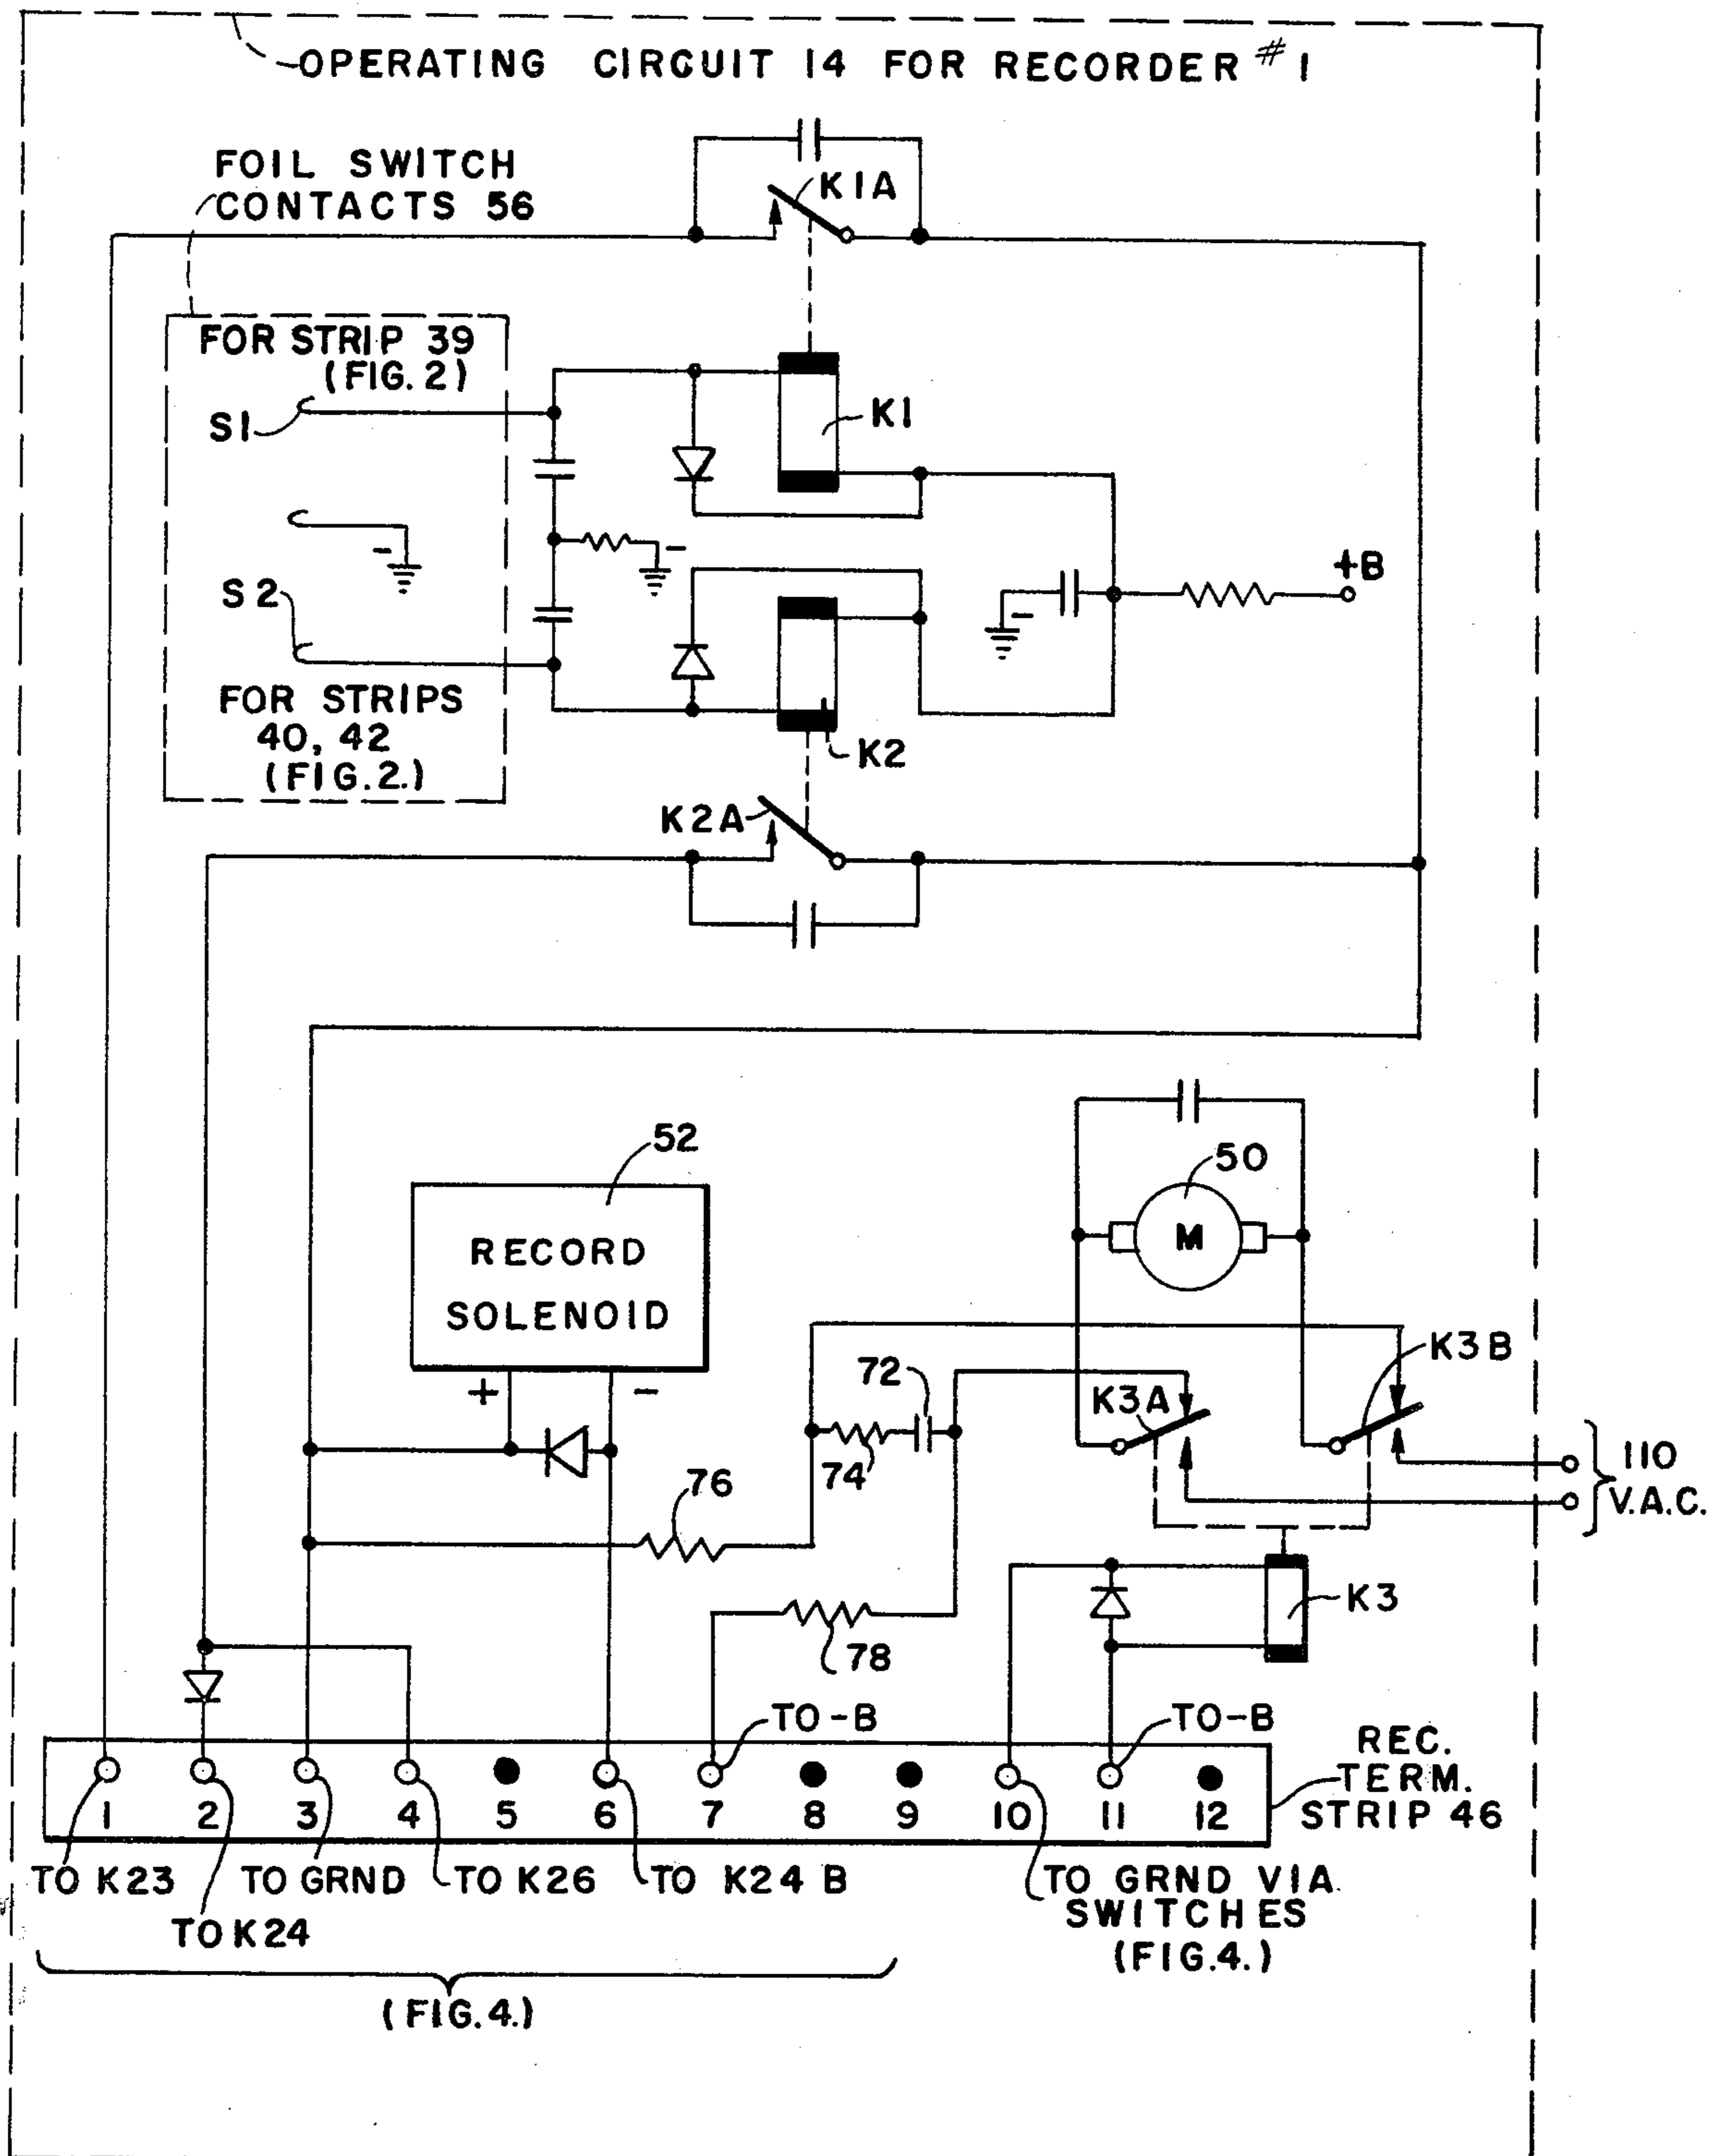 OPERATING CIRCUIT 14 FOR RECORDER # 1
FOIL SWITCH
CONTACTS 56
K1A
FOR STRIP 39
(FIG. 2)
S1
K1
-
-
+B
S2
-
FOR STRIPS
40, 42
(FIG. 2.)
K2
K2A
52
50
RECORD
SOLENOID
M
+
-
72
K3A
K3B
74
76
110
V.A.C.
K3
78
TO -B
TO -B
REC.
TERM.
STRIP 46
1 2 3 4 5 6 7 8 9 10 11 12
TO K23
TO GRND
TO K26
TO K24 B
TO GRND VIA
SWITCHES
(FIG.4.)
TO K24
(FIG.4.)